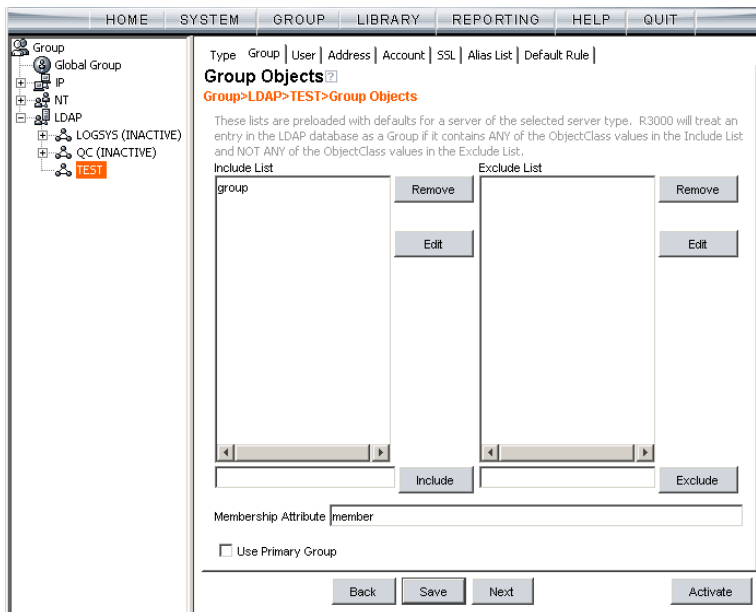 HOME SYSTEM GROUP LIBRARY REPORTING HELP QUIT
Group
Global Group
IP
NT
LDAP
LOGSYS (INACTIVE)
QC (INACTIVE)
TEST
Type Group User Address Account SSL Alias List Default Rule
Group Objects ?
Group>LDAP>TEST>Group Objects
These lists are preloaded with defaults for a server of the selected server type. R3000 will treat an
entry in the LDAP database as a Group if it contains ANY of the ObjectClass values in the Include List
and NOT ANY of the ObjectClass values in the Exclude List.
Include List Exclude List
group
Remove Remove
Edit Edit
Include Exclude
Membership Attribute member
Use Primary Group
Back Save Next Activate